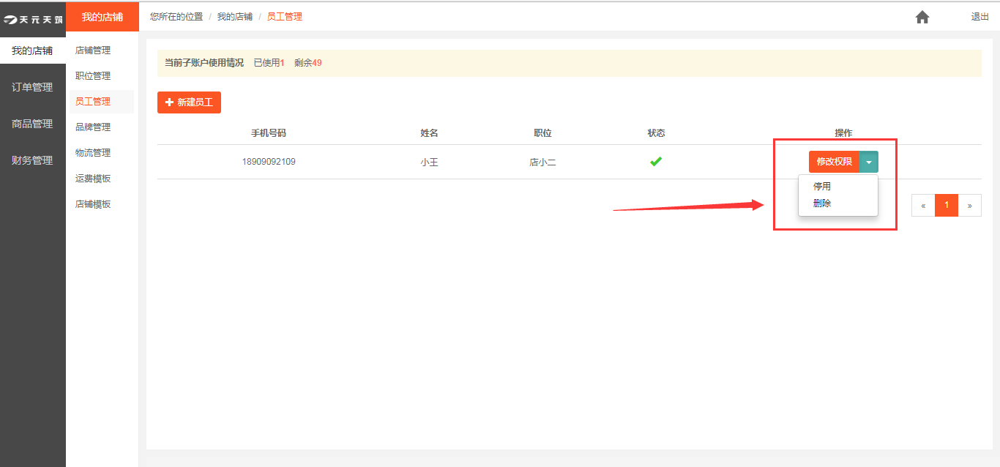 天元天筑
我的店铺
您所在的位置 / 我的店铺 / 员工管理
退出
我的店铺
订单管理
商品管理
财务管理
店铺管理
职位管理
员工管理
品牌管理
物流管理
运费模板
店铺模板
当前子账户使用情况 已使用1 剩余49
新建员工
手机号码 姓名 职位 状态 操作
18909092109 小王 店小二 修改权限
停用
删除
« 1 »